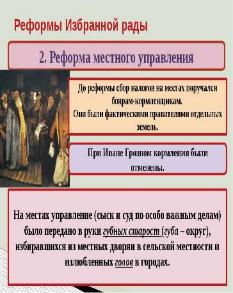 Реформы Избранной рады
2. Реформа местного управления
До реформы сбор налогов на местах поручался
боярам-кормленщикам.
Они были фактическими правителями отдельных
земель.
При Иване Грозном кормления были
отменены.
На местах управление (сыск и суд по особо важным делам)
было передано в руки губных старост (губа – округ),
избиравшихся из местных дворян в сельской местности и
излюбленных голов в городах.